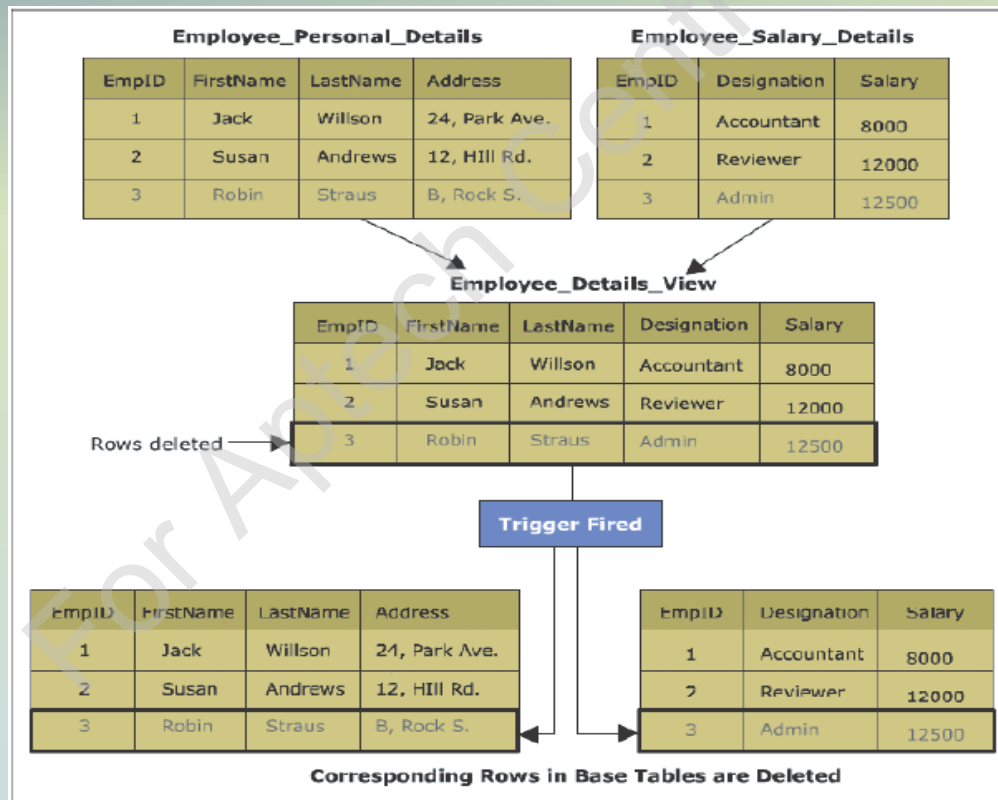 Employee_Personal_Details
EmpID FirstName LastName Address
1 Jack Willson 24, Park Ave.
2 Susan Andrews 12, HIll Rd.
3 Robin Straus B, Rock S.
Employee_Salary_Details
EmpID Designation Salary
1 Accountant 8000
2 Reviewer 12000
3 Admin 12500
Employee_Details_View
EmpID FirstName LastName Designation Salary
1 Jack Willson Accountant 8000
2 Susan Andrews Reviewer 12000
Rows deleted
3 Robin Straus Admin 12500
Trigger Fired
EmpID FirstName LastName Address
1 Jack Willson 24, Park Ave.
2 Susan Andrews 12, HIll Rd.
3 Robin Straus B, Rock S.
EmpID Designation Salary
1 Accountant 8000
2 Reviewer 12000
3 Admin 12500
Corresponding Rows in Base Tables are Deleted
For Aptech Cent